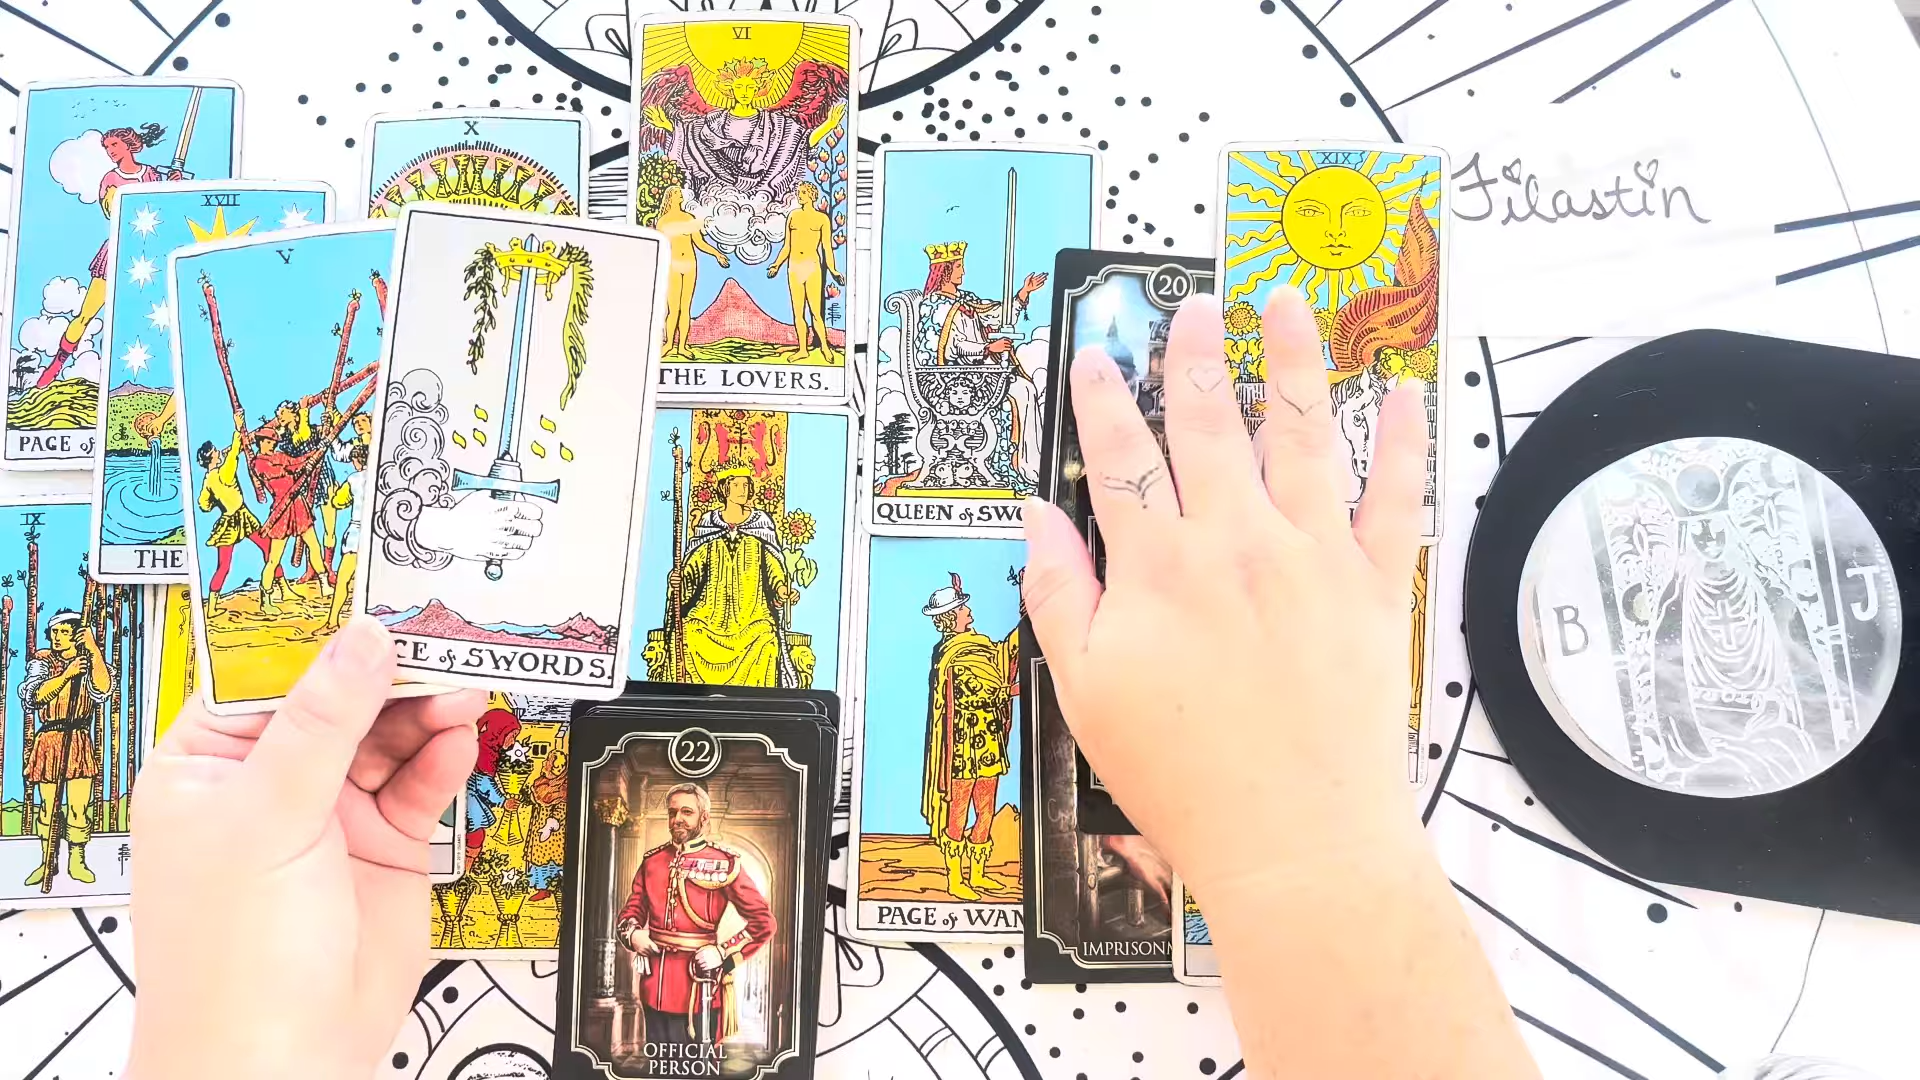 VI
X
XIX
Filastin
PAGE of
XVII
V
THE LOVERS.
20
QUEEN of SWO
B
J
THE
CE of SWORDS.
IX
22
PAGE of WAN
IMPRISONM
OFFICIAL
PERSON